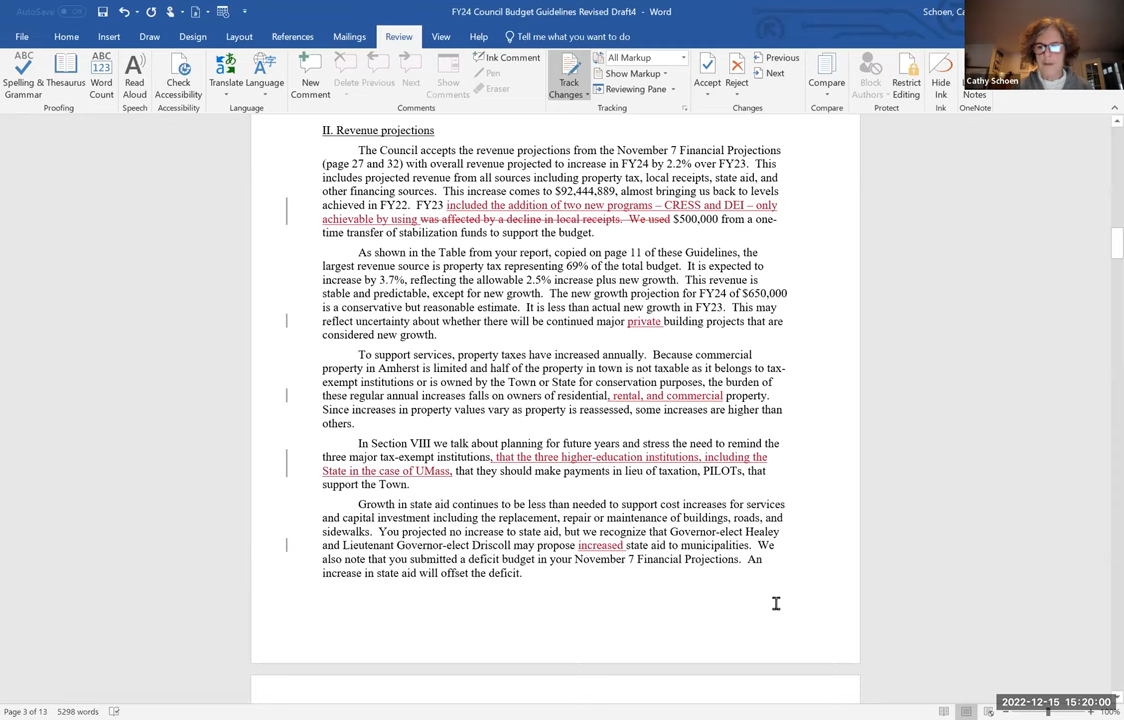 AutoSave Off
FY24 Council Budget Guidelines Revised Draft4 - Word
Schoen, Ca
File Home Insert Draw Design Layout References Mailings Review View Help Tell me what you want to do
Spelling & Grammar
Thesaurus
Word Count
Proofing
Read Aloud
Speech
Check Accessibility
Accessibility
Translate
Language
Language
New Comment
Delete
Previous
Next
Show Comments
Ink Comment
Pen
Eraser
Comments
Track Changes
All Markup
Show Markup
Reviewing Pane
Tracking
Accept
Reject
Previous
Next
Changes
Compare
Compare
Block Authors
Restrict Editing
Protect
Hide Ink
Ink
Notes
OneNote
Cathy Schoen
II. Revenue projections
The Council accepts the revenue projections from the November 7 Financial Projections
(page 27 and 32) with overall revenue projected to increase in FY24 by 2.2% over FY23. This
includes projected revenue from all sources including property tax, local receipts, state aid, and
other financing sources. This increase comes to $92,444,889, almost bringing us back to levels
achieved in FY22. FY23 included the addition of two new programs – CRESS and DEI – only
achievable by using was affected by a decline in local receipts. We used $500,000 from a one-
time transfer of stabilization funds to support the budget.
As shown in the Table from your report, copied on page 11 of these Guidelines, the
largest revenue source is property tax representing 69% of the total budget. It is expected to
increase by 3.7%, reflecting the allowable 2.5% increase plus new growth. This revenue is
stable and predictable, except for new growth. The new growth projection for FY24 of $650,000
is a conservative but reasonable estimate. It is less than actual new growth in FY23. This may
reflect uncertainty about whether there will be continued major private building projects that are
considered new growth.
To support services, property taxes have increased annually. Because commercial
property in Amherst is limited and half of the property in town is not taxable as it belongs to tax-
exempt institutions or is owned by the Town or State for conservation purposes, the burden of
these regular annual increases falls on owners of residential, rental, and commercial property.
Since increases in property values vary as property is reassessed, some increases are higher than
others.
In Section VIII we talk about planning for future years and stress the need to remind the
three major tax-exempt institutions, that the three higher-education institutions, including the
State in the case of UMass, that they should make payments in lieu of taxation, PILOTs, that
support the Town.
Growth in state aid continues to be less than needed to support cost increases for services
and capital investment including the replacement, repair or maintenance of buildings, roads, and
sidewalks. You projected no increase to state aid, but we recognize that Governor-elect Healey
and Lieutenant Governor-elect Driscoll may propose increased state aid to municipalities. We
also note that you submitted a deficit budget in your November 7 Financial Projections. An
increase in state aid will offset the deficit.
2022-12-15 15:20:00
Page 3 of 13 5298 words
100%